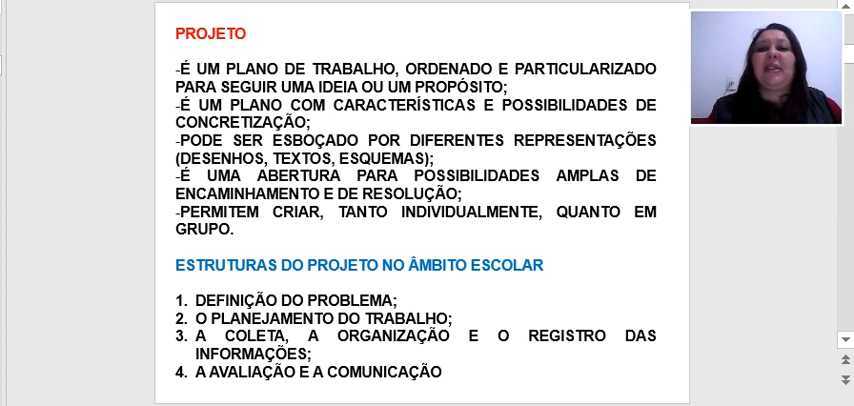 PROJETO
-É UM PLANO DE TRABALHO, ORDENADO E PARTICULARIZADO
PARA SEGUIR UMA IDEIA OU UM PROPÓSITO;
-É UM PLANO COM CARACTERÍSTICAS E POSSIBILIDADES DE
CONCRETIZAÇÃO;
-PODE SER ESBOÇADO POR DIFERENTES REPRESENTAÇÕES
(DESENHOS, TEXTOS, ESQUEMAS);
-É UMA ABERTURA PARA POSSIBILIDADES AMPLAS DE
ENCAMINHAMENTO E DE RESOLUÇÃO;
-PERMITEM CRIAR, TANTO INDIVIDUALMENTE, QUANTO EM
GRUPO.
ESTRUTURAS DO PROJETO NO ÂMBITO ESCOLAR
1. DEFINIÇÃO DO PROBLEMA;
2. O PLANEJAMENTO DO TRABALHO;
3. A COLETA, A ORGANIZAÇÃO E O REGISTRO DAS
INFORMAÇÕES;
4. A AVALIAÇÃO E A COMUNICAÇÃO